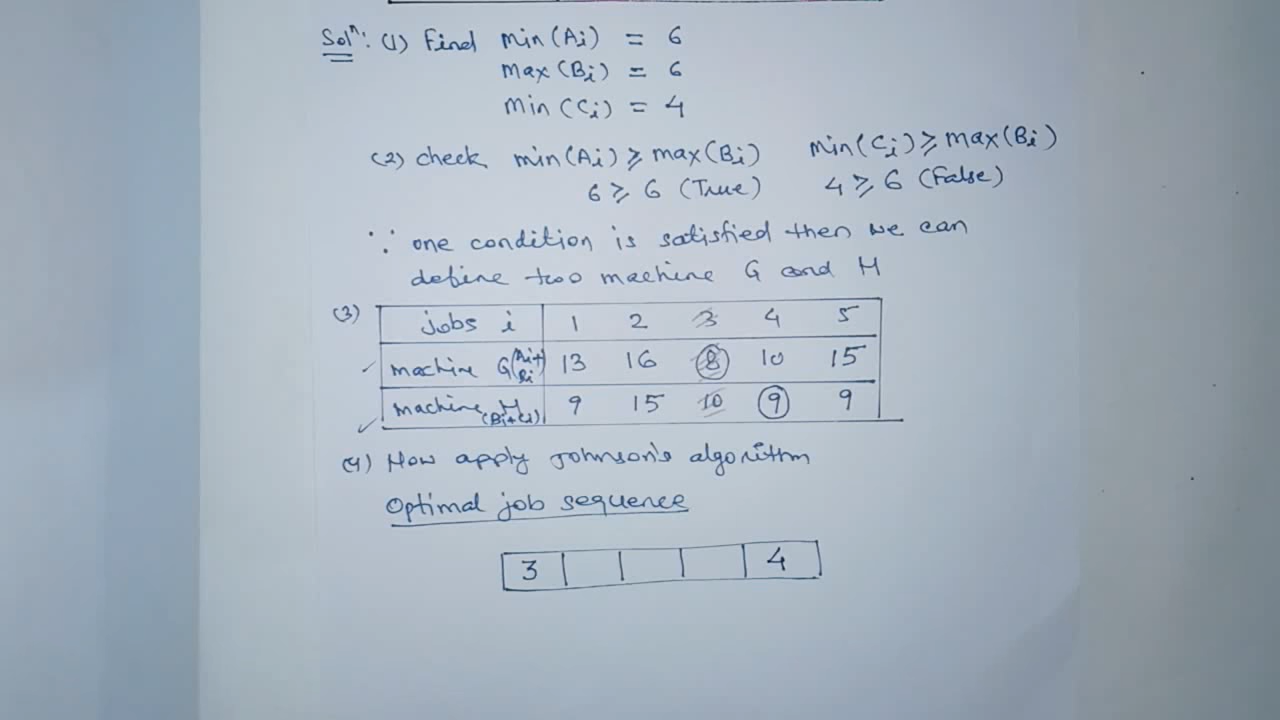 Solⁿ: (1) Find min(Ai) = 6
max(Bi) = 6
min(Ci) = 4
(2) check min(Ai) ⩾ max(Bi) min(Ci) ⩾ max(Bi)
6 ⩾ 6 (True) 4 ⩾ 6 (False)
∵ one condition is satisfied then we can
define two machine G and H
(3) jobs i 1 2 3 4 5
machine G(Ai+Bi) 13 16 8 10 15
machine H (Bi+Ci) 9 15 10 9 9
(4) Now apply Johnson's algorithm
Optimal job sequence
3 4